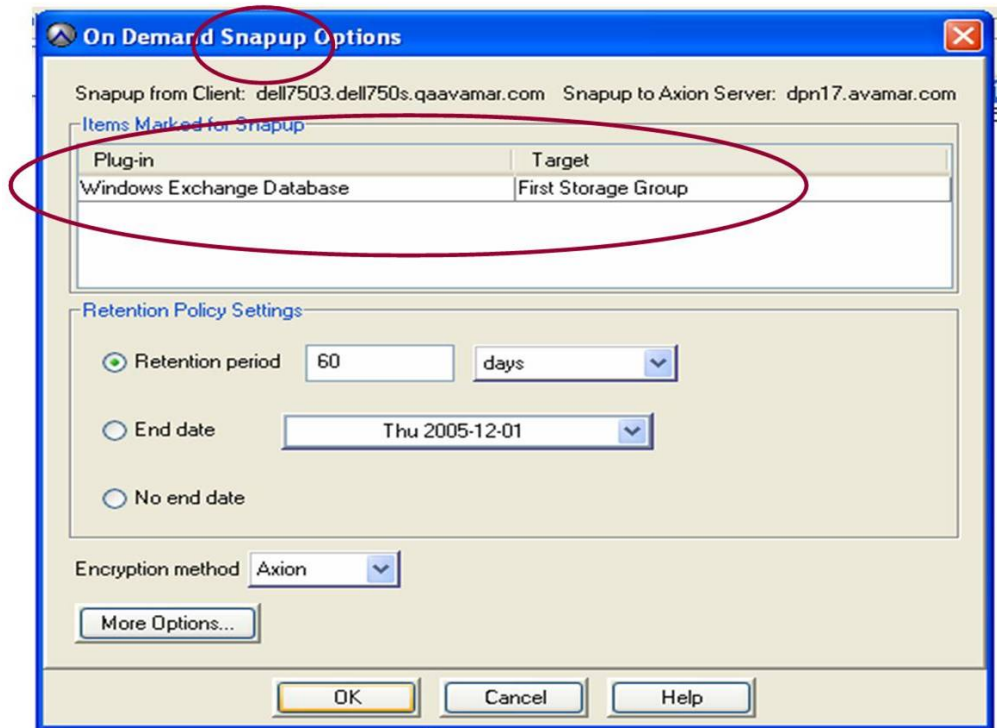 On Demand Snapup Options
Snapup from Client: dell7503.dell750s.qaavamar.com Snapup to Axion Server: dpn17.avamar.com
Items Marked for Snapup
Plug-in Target
Windows Exchange Database First Storage Group
Retention Policy Settings
Retention period 60 days
End date Thu 2005-12-01
No end date
Encryption method Axion
More Options...
OK Cancel Help